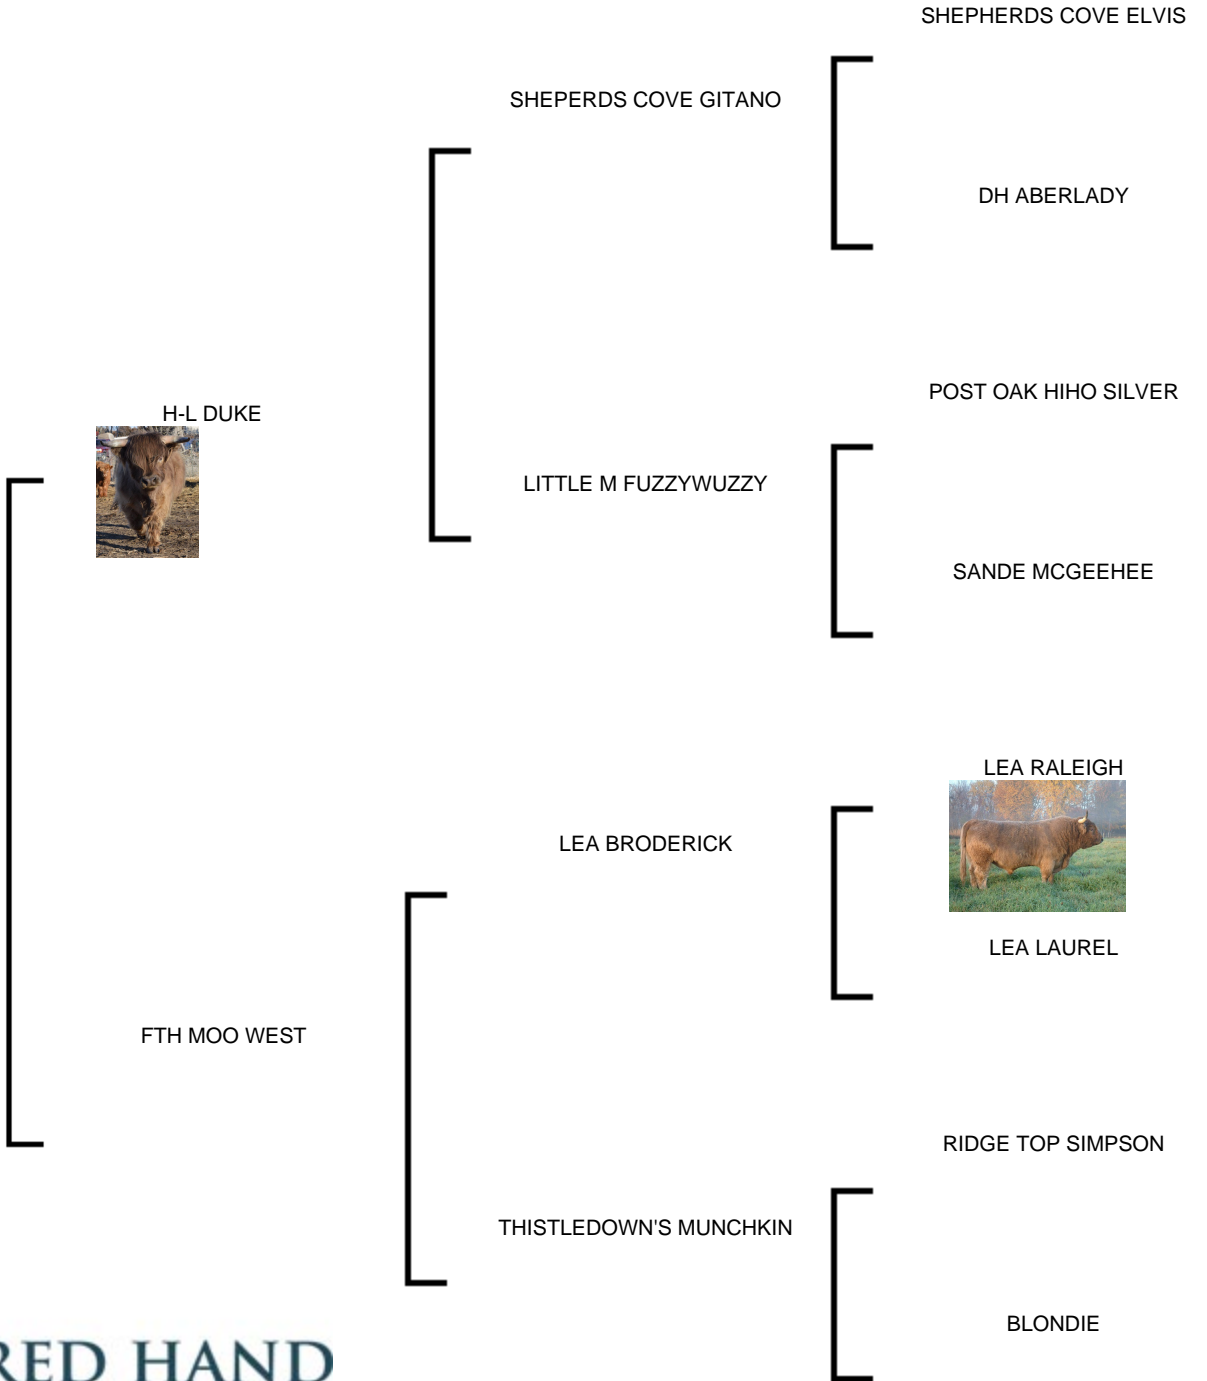 SHEPHERDS COVE ELVIS
SHEPERDS COVE GITANO
DH ABERLADY
POST OAK HIHO SILVER
H-L DUKE
LITTLE M FUZZYWUZZY
SANDE MCGEEHEE
LEA RALEIGH
LEA BRODERICK
LEA LAUREL
FTH MOO WEST
RIDGE TOP SIMPSON
THISTLEDOWN'S MUNCHKIN
BLONDIE
RED HAND